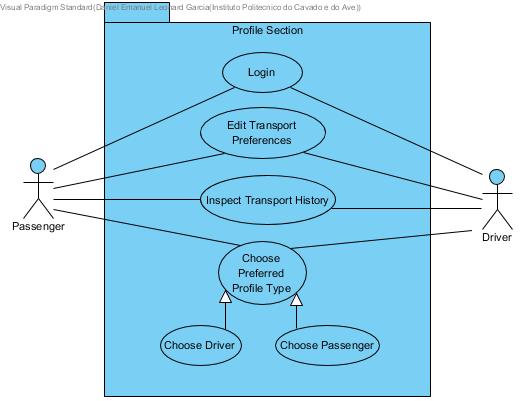 Visual Paradigm Standard(Daniel Emanuel Leonard Garcia(Instituto Politecnico do Cavado e do Ave))
Profile Section
Login
Edit Transport
Preferences
Inspect Transport History
Passenger
Driver
Choose
Preferred
Profile Type
Choose Driver
Choose Passenger